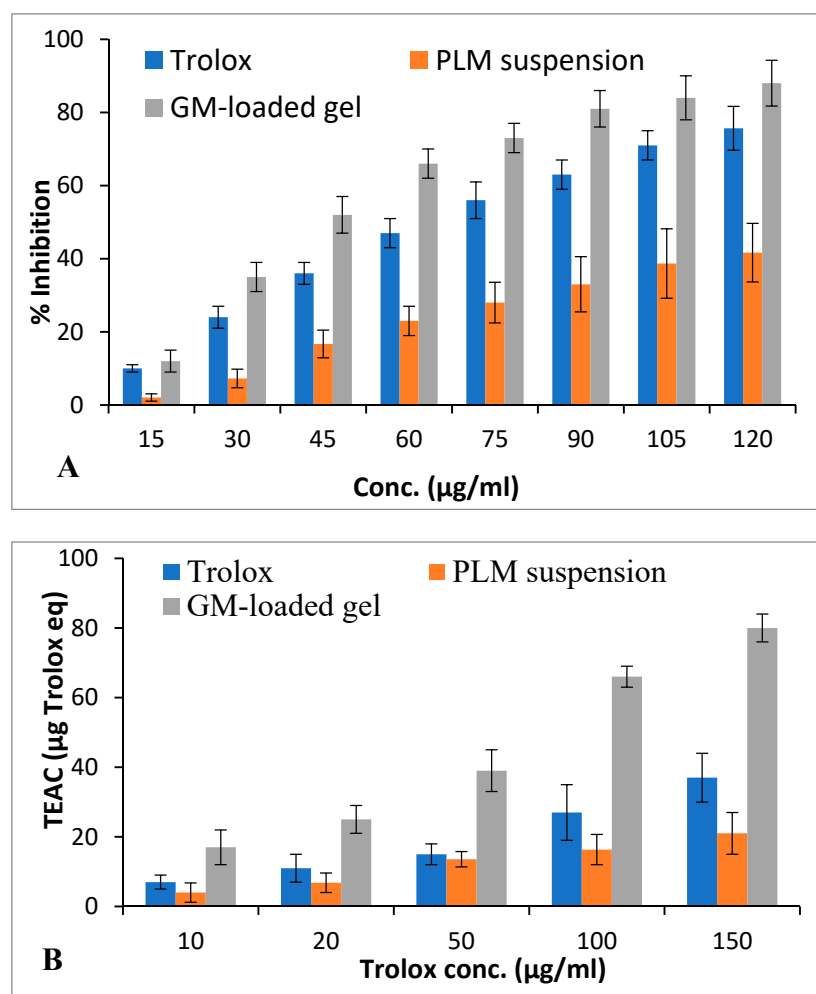 100
80
60
40
20
0
% Inhibition
Trolox
PLM suspension
GM-loaded gel
15 30 45 60 75 90 105 120
Conc. (µg/ml)
A
100
80
60
40
20
0
TEAC (µg Trolox eq)
Trolox
PLM suspension
GM-loaded gel
10 20 50 100 150
Trolox conc. (µg/ml)
B